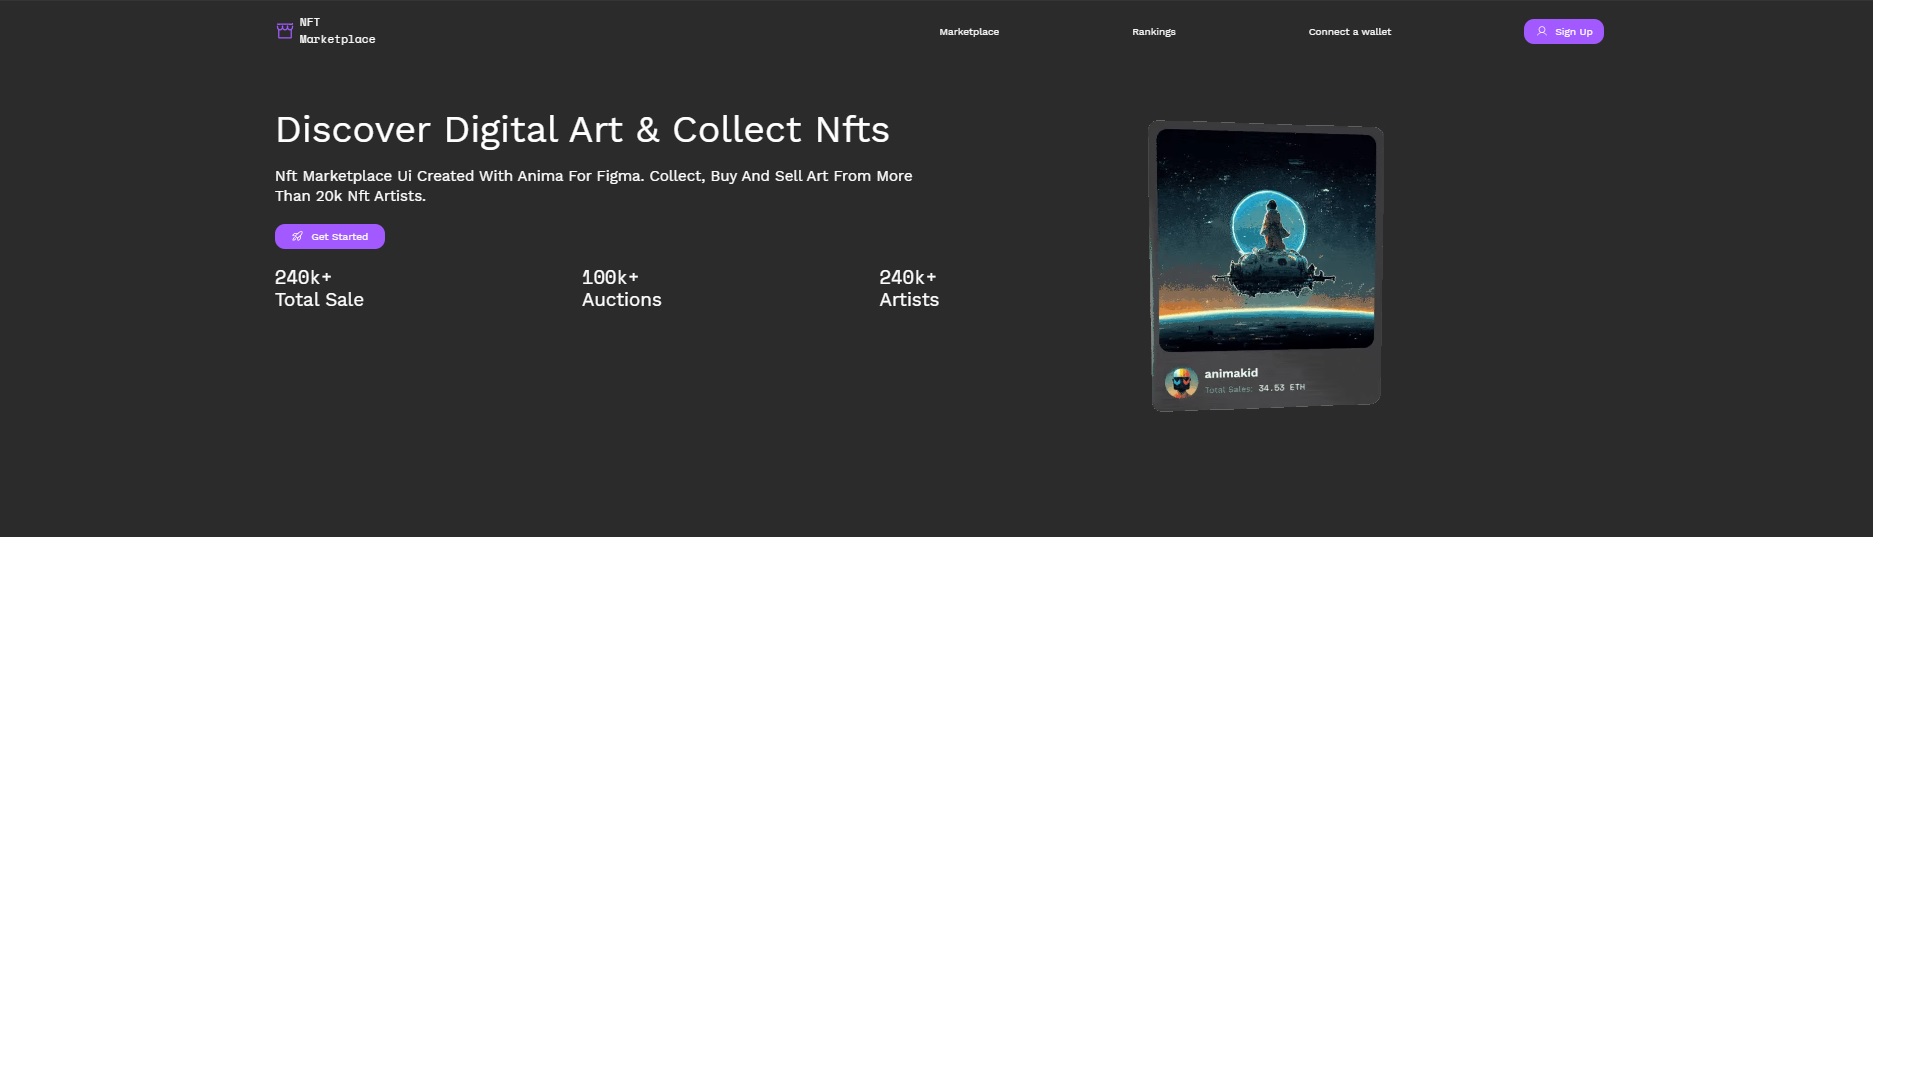 NFT
Marketplace
Marketplace
Rankings
Connect a wallet
Sign Up
Discover Digital Art & Collect Nfts
Nft Marketplace Ui Created With Anima For Figma. Collect, Buy And Sell Art From More
Than 20k Nft Artists.
Get Started
240k+
Total Sale
100k+
Auctions
240k+
Artists
animakid
Total Sales: 34.53 ETH